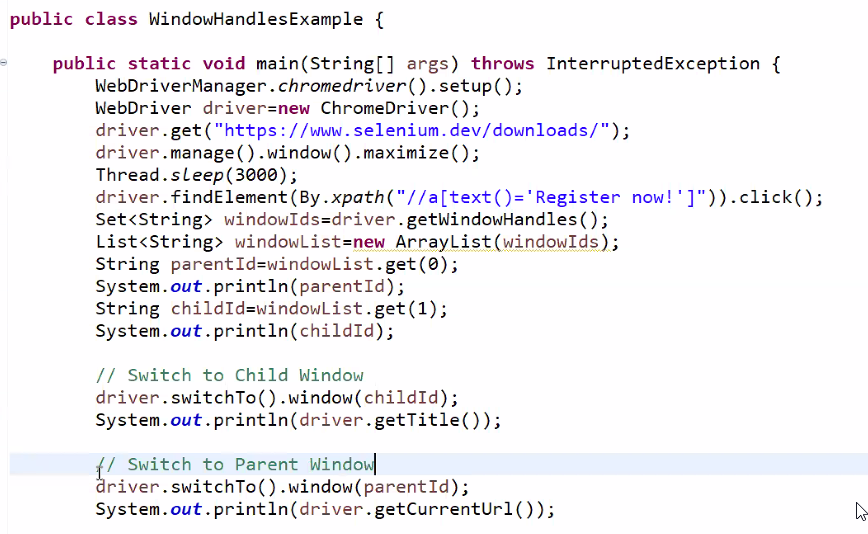 public class WindowHandlesExample {
public static void main(String[] args) throws InterruptedException {
WebDriverManager.chromedriver().setup();
WebDriver driver=new ChromeDriver();
driver.get("https://www.selenium.dev/downloads/");
driver.manage().window().maximize();
Thread.sleep(3000);
driver.findElement(By.xpath("//a[text()='Register now!']")).click();
Set<String> windowIds=driver.getWindowHandles();
List<String> windowList=new ArrayList(windowIds);
String parentId=windowList.get(0);
System.out.println(parentId);
String childId=windowList.get(1);
System.out.println(childId);
// Switch to Child Window
driver.switchTo().window(childId);
System.out.println(driver.getTitle());
// Switch to Parent Window
driver.switchTo().window(parentId);
System.out.println(driver.getCurrentUrl());